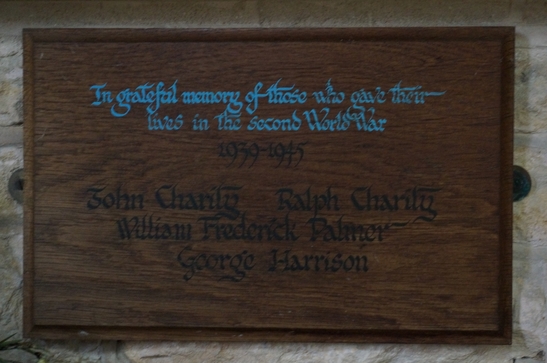 In grateful memory of those who gave their
lives in the second World War
1939-1945
John Charity Ralph Charity
William Frederick Palmer
George Harrison